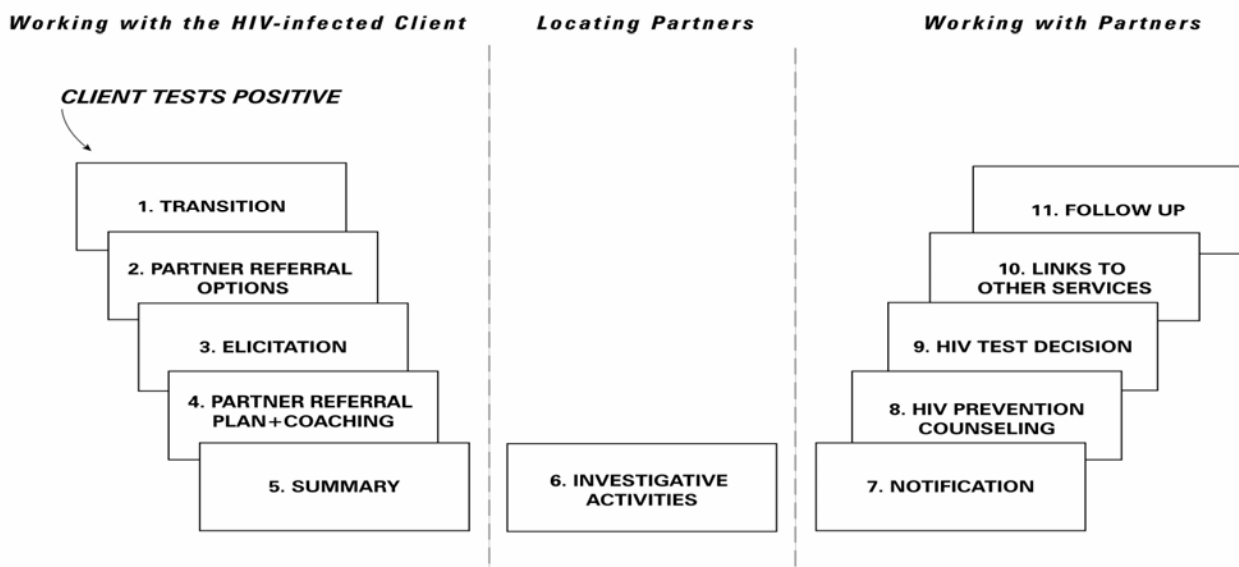 Working with the HIV-infected Client
Locating Partners
Working with Partners
CLIENT TESTS POSITIVE
1. TRANSITION
2. PARTNER REFERRAL
OPTIONS
3. ELICITATION
4. PARTNER REFERRAL
PLAN+COACHING
5. SUMMARY
6. INVESTIGATIVE
ACTIVITIES
7. NOTIFICATION
8. HIV PREVENTION
COUNSELING
9. HIV TEST DECISION
10. LINKS TO
OTHER SERVICES
11. FOLLOW UP